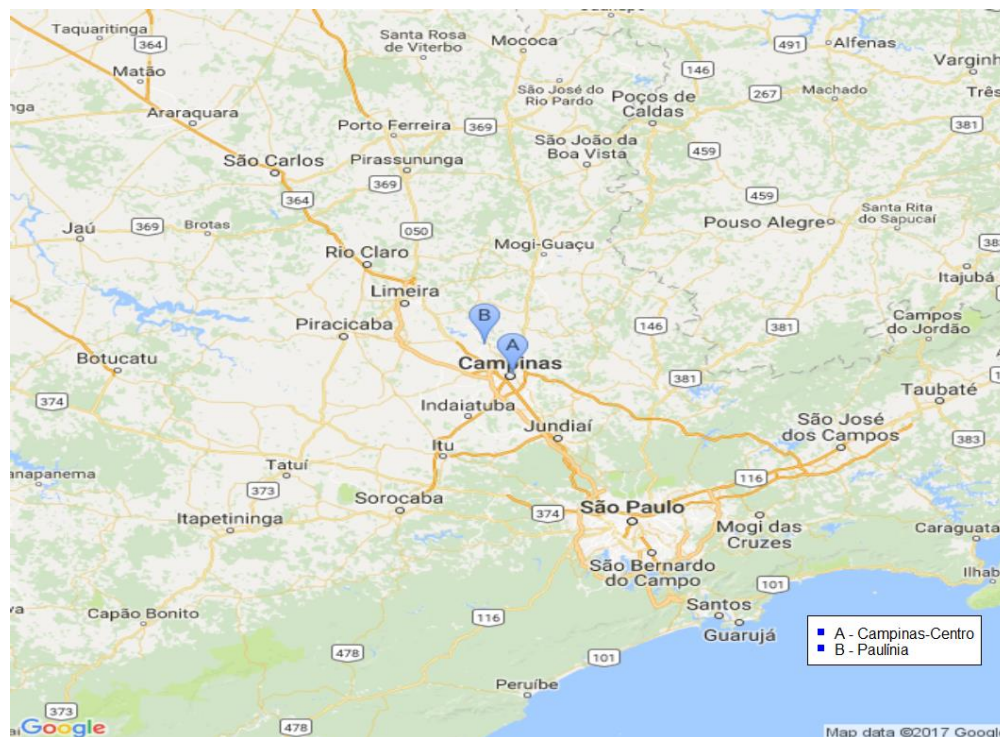 Taquaritinga
364
Santa Rosa
de Viterbo
Mococa
491
Alfenas
Matão
146
Varginh
São José do
Rio Pardo
Poços de
Caldas
267
Machado
Três
Araraquara
Porto Ferreira
369
381
São João da
Boa Vista
459
São Carlos
Pirassununga
369
364
459
Jaú
369
Brotas
050
Pouso Alegre
Santa Rita
do Sapucaí
Mogi-Guaçu
38
Rio Claro
Itajubá
Limeira
B
Piracicaba
146
381
Campos
do Jordão
A
Botucatu
Campinas
381
374
Taubaté
Indaiatuba
Jundiaí
São José
dos Campos
383
Itu
anapanema
Tatuí
373
116
Sorocaba
374
São Paulo
Itapetininga
Mogi das
Cruzes
Caraguata
São Bernardo
do Campo
101
Ilhab
Capão Bonito
116
Santos
Guarujá
A - Campinas-Centro
B - Paulínia
478
101
Peruíbe
373
478
Google
Map data ©2017 Google